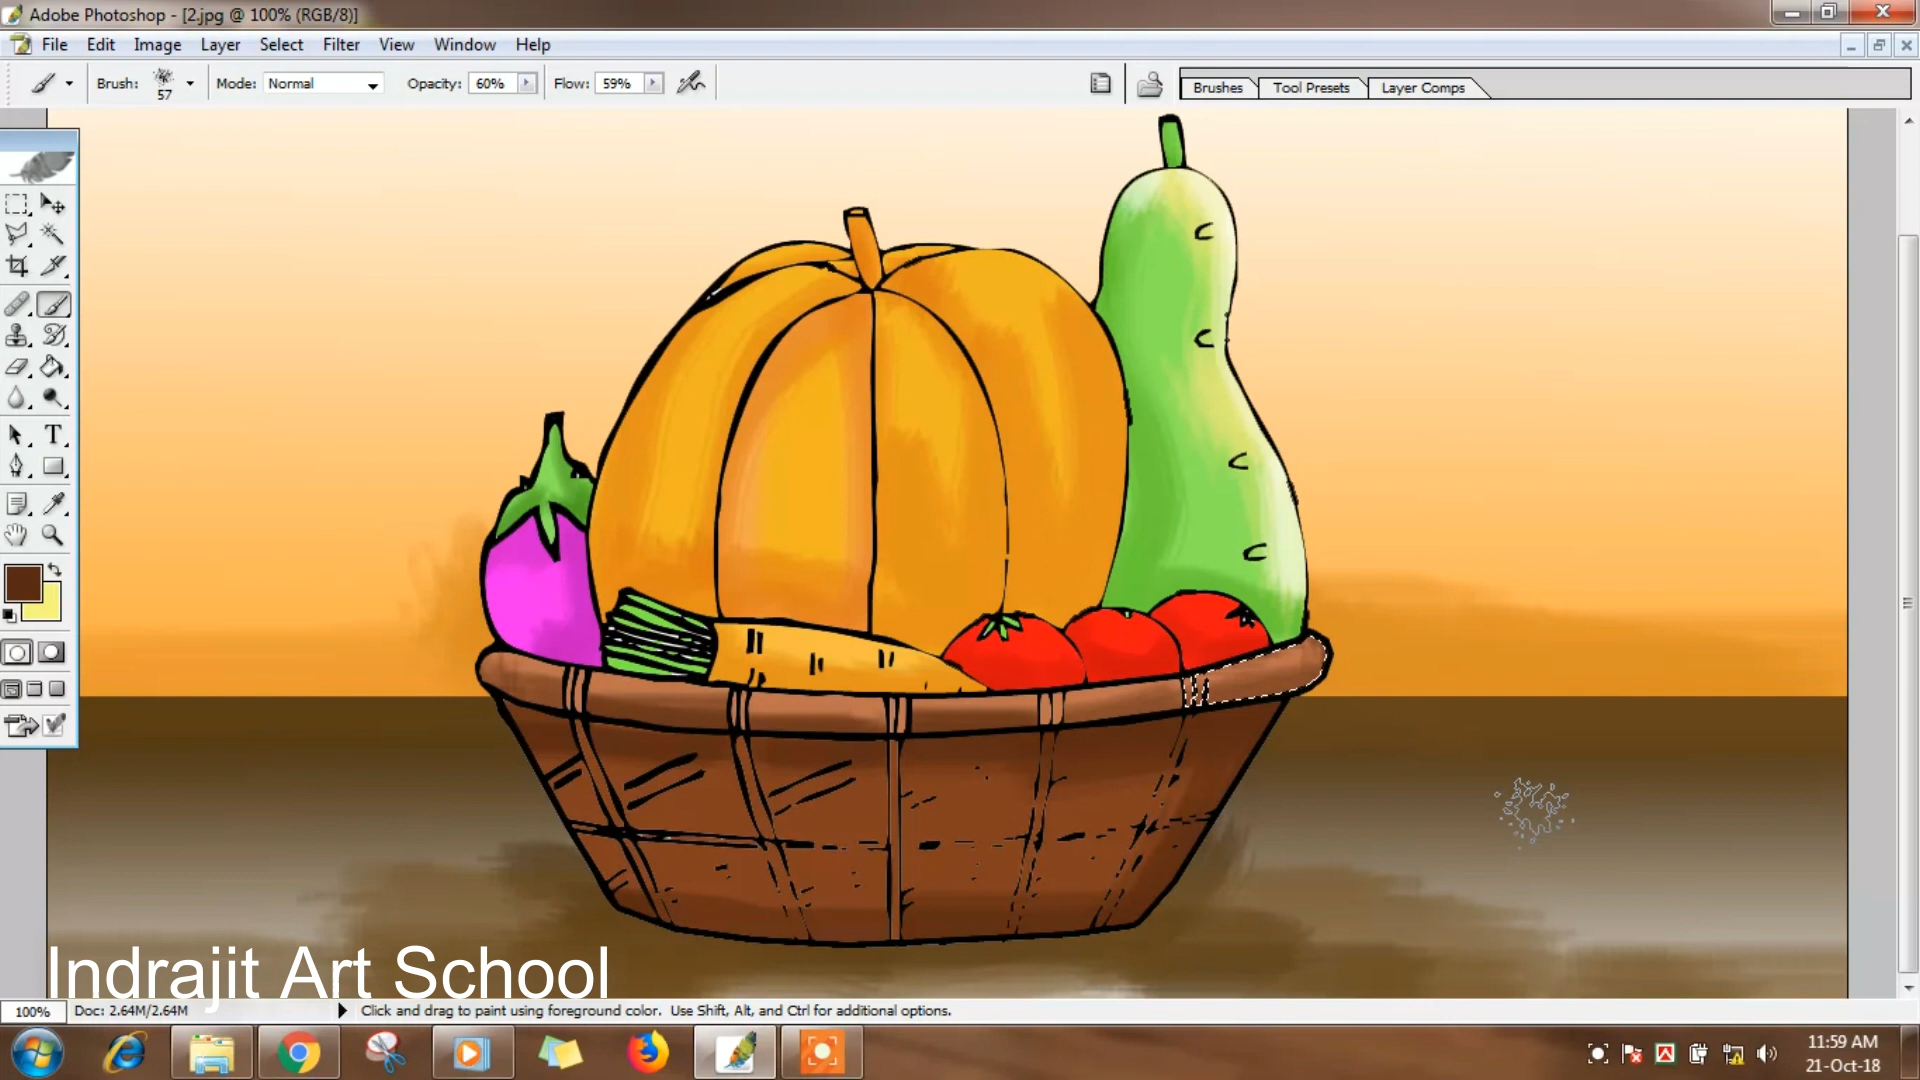 Adobe Photoshop - [2.jpg @ 100% (RGB/8)]
File Edit Image Layer Select Filter View Window Help
Brush: 57 Mode: Normal Opacity: 60% Flow: 59% Brushes Tool Presets Layer Comps
T
Indrajit Art School
100% Doc: 2.64M/2.64M Click and drag to paint using foreground color. Use Shift, Alt, and Ctrl for additional options.
11:59 AM
21-Oct-18